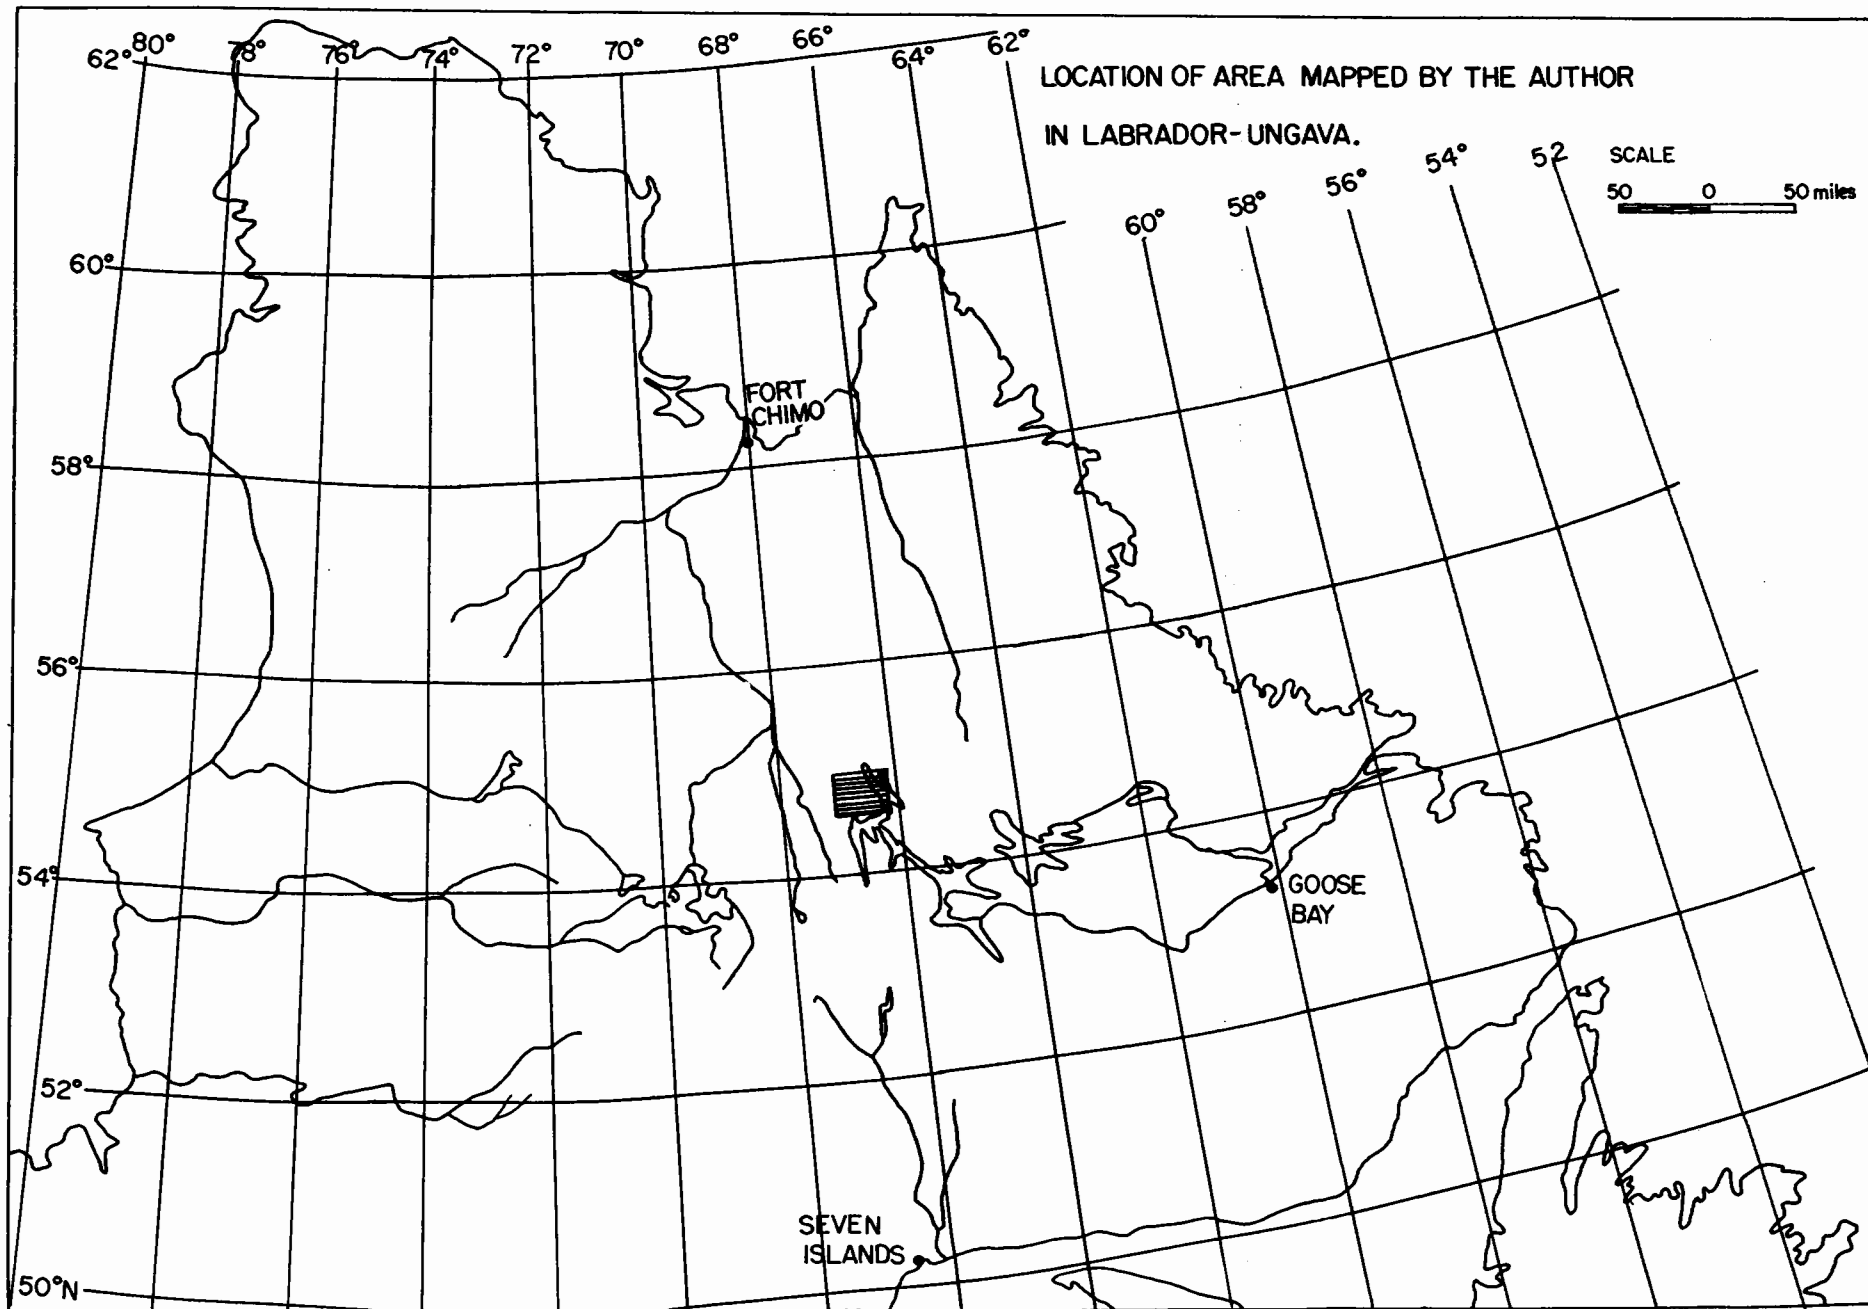 62° 80° 78° 76° 74° 72° 70° 68° 66° 64° 62°
LOCATION OF AREA MAPPED BY THE AUTHOR
IN LABRADOR-UNGAVA.
60° 58° 56° 54° 52
SCALE
50 0 50 miles
60°
FORT
CHIMO
58°
56°
54°
GOOSE
BAY
52°
SEVEN
ISLANDS
50°N